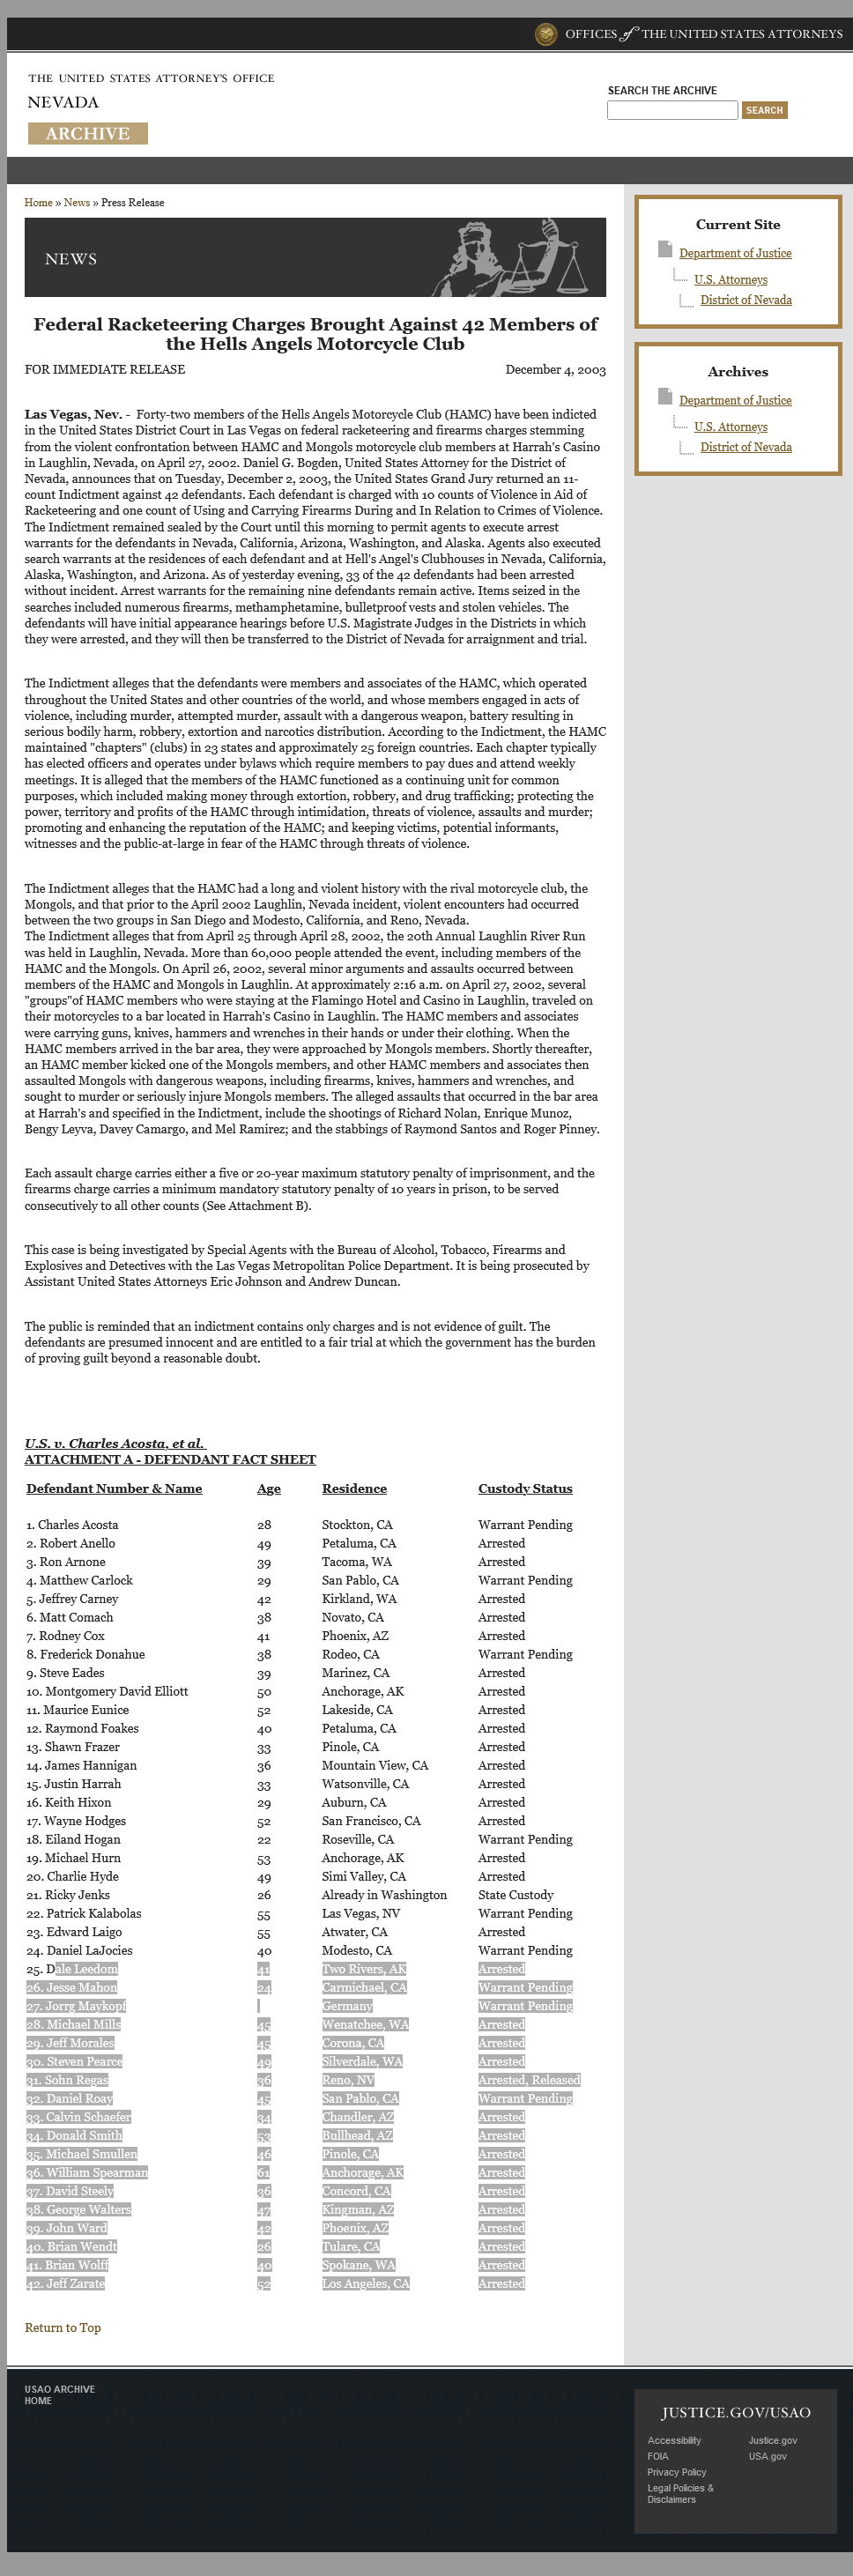 OFFICES of THE UNITED STATES ATTORNEYS
THE UNITED STATES ATTORNEY'S OFFICE
NEVADA
ARCHIVE
SEARCH THE ARCHIVE
SEARCH
Home » News » Press Release
NEWS
Federal Racketeering Charges Brought Against 42 Members of
the Hells Angels Motorcycle Club
FOR IMMEDIATE RELEASE December 4, 2003
Las Vegas, Nev. - Forty-two members of the Hells Angels Motorcycle Club (HAMC) have been indicted
in the United States District Court in Las Vegas on federal racketeering and firearms charges stemming
from the violent confrontation between HAMC and Mongols motorcycle club members at Harrah's Casino
in Laughlin, Nevada, on April 27, 2002. Daniel G. Bogden, United States Attorney for the District of
Nevada, announces that on Tuesday, December 2, 2003, the United States Grand Jury returned an 11-
count Indictment against 42 defendants. Each defendant is charged with 10 counts of Violence in Aid of
Racketeering and one count of Using and Carrying Firearms During and In Relation to Crimes of Violence.
The Indictment remained sealed by the Court until this morning to permit agents to execute arrest
warrants for the defendants in Nevada, California, Arizona, Washington, and Alaska. Agents also executed
search warrants at the residences of each defendant and at Hell's Angel's Clubhouses in Nevada, California,
Alaska, Washington, and Arizona. As of yesterday evening, 33 of the 42 defendants had been arrested
without incident. Arrest warrants for the remaining nine defendants remain active. Items seized in the
searches included numerous firearms, methamphetamine, bulletproof vests and stolen vehicles. The
defendants will have initial appearance hearings before U.S. Magistrate Judges in the Districts in which
they were arrested, and they will then be transferred to the District of Nevada for arraignment and trial.
The Indictment alleges that the defendants were members and associates of the HAMC, which operated
throughout the United States and other countries of the world, and whose members engaged in acts of
violence, including murder, attempted murder, assault with a dangerous weapon, battery resulting in
serious bodily harm, robbery, extortion and narcotics distribution. According to the Indictment, the HAMC
maintained "chapters" (clubs) in 23 states and approximately 25 foreign countries. Each chapter typically
has elected officers and operates under bylaws which require members to pay dues and attend weekly
meetings. It is alleged that the members of the HAMC functioned as a continuing unit for common
purposes, which included making money through extortion, robbery, and drug trafficking; protecting the
power, territory and profits of the HAMC through intimidation, threats of violence, assaults and murder;
promoting and enhancing the reputation of the HAMC; and keeping victims, potential informants,
witnesses and the public-at-large in fear of the HAMC through threats of violence.
The Indictment alleges that the HAMC had a long and violent history with the rival motorcycle club, the
Mongols, and that prior to the April 2002 Laughlin, Nevada incident, violent encounters had occurred
between the two groups in San Diego and Modesto, California, and Reno, Nevada.
The Indictment alleges that from April 25 through April 28, 2002, the 20th Annual Laughlin River Run
was held in Laughlin, Nevada. More than 60,000 people attended the event, including members of the
HAMC and the Mongols. On April 26, 2002, several minor arguments and assaults occurred between
members of the HAMC and Mongols in Laughlin. At approximately 2:16 a.m. on April 27, 2002, several
"groups"of HAMC members who were staying at the Flamingo Hotel and Casino in Laughlin, traveled on
their motorcycles to a bar located in Harrah's Casino in Laughlin. The HAMC members and associates
were carrying guns, knives, hammers and wrenches in their hands or under their clothing. When the
HAMC members arrived in the bar area, they were approached by Mongols members. Shortly thereafter,
an HAMC member kicked one of the Mongols members, and other HAMC members and associates then
assaulted Mongols with dangerous weapons, including firearms, knives, hammers and wrenches, and
sought to murder or seriously injure Mongols members. The alleged assaults that occurred in the bar area
at Harrah's and specified in the Indictment, include the shootings of Richard Nolan, Enrique Munoz,
Bengy Leyva, Davey Camargo, and Mel Ramirez; and the stabbings of Raymond Santos and Roger Pinney.
Each assault charge carries either a five or 20-year maximum statutory penalty of imprisonment, and the
firearms charge carries a minimum mandatory statutory penalty of 10 years in prison, to be served
consecutively to all other counts (See Attachment B).
This case is being investigated by Special Agents with the Bureau of Alcohol, Tobacco, Firearms and
Explosives and Detectives with the Las Vegas Metropolitan Police Department. It is being prosecuted by
Assistant United States Attorneys Eric Johnson and Andrew Duncan.
The public is reminded that an indictment contains only charges and is not evidence of guilt. The
defendants are presumed innocent and are entitled to a fair trial at which the government has the burden
of proving guilt beyond a reasonable doubt.
U.S. v. Charles Acosta, et al.
ATTACHMENT A - DEFENDANT FACT SHEET
Defendant Number & Name Age Residence Custody Status
1. Charles Acosta 28 Stockton, CA Warrant Pending
2. Robert Anello 49 Petaluma, CA Arrested
3. Ron Arnone 39 Tacoma, WA Arrested
4. Matthew Carlock 29 San Pablo, CA Warrant Pending
5. Jeffrey Carney 42 Kirkland, WA Arrested
6. Matt Comach 38 Novato, CA Arrested
7. Rodney Cox 41 Phoenix, AZ Arrested
8. Frederick Donahue 38 Rodeo, CA Warrant Pending
9. Steve Eades 39 Marinez, CA Arrested
10. Montgomery David Elliott 50 Anchorage, AK Arrested
11. Maurice Eunice 52 Lakeside, CA Arrested
12. Raymond Foakes 40 Petaluma, CA Arrested
13. Shawn Frazer 33 Pinole, CA Arrested
14. James Hannigan 36 Mountain View, CA Arrested
15. Justin Harrah 33 Watsonville, CA Arrested
16. Keith Hixon 29 Auburn, CA Arrested
17. Wayne Hodges 52 San Francisco, CA Arrested
18. Eiland Hogan 22 Roseville, CA Warrant Pending
19. Michael Hurn 53 Anchorage, AK Arrested
20. Charlie Hyde 49 Simi Valley, CA Arrested
21. Ricky Jenks 26 Already in Washington State Custody
22. Patrick Kalabolas 55 Las Vegas, NV Warrant Pending
23. Edward Laigo 55 Atwater, CA Arrested
24. Daniel LaJocies 40 Modesto, CA Warrant Pending
25. Dale Leedom 41 Two Rivers, AK Arrested
26. Jesse Mahon 24 Carmichael, CA Warrant Pending
27. Jorrg Maykopf Germany Warrant Pending
28. Michael Mills 45 Wenatchee, WA Arrested
29. Jeff Morales 45 Corona, CA Arrested
30. Steven Pearce 49 Silverdale, WA Arrested
31. Sohn Regas 36 Reno, NV Arrested, Released
32. Daniel Roay 45 San Pablo, CA Warrant Pending
33. Calvin Schaefer 34 Chandler, AZ Arrested
34. Donald Smith 53 Bullhead, AZ Arrested
35. Michael Smullen 46 Pinole, CA Arrested
36. William Spearman 61 Anchorage, AK Arrested
37. David Steely 36 Concord, CA Arrested
38. George Walters 47 Kingman, AZ Arrested
39. John Ward 42 Phoenix, AZ Arrested
40. Brian Wendt 26 Tulare, CA Arrested
41. Brian Wolff 40 Spokane, WA Arrested
42. Jeff Zarate 52 Los Angeles, CA Arrested
Return to Top
Current Site
Department of Justice
U.S. Attorneys
District of Nevada
Archives
Department of Justice
U.S. Attorneys
District of Nevada
USAO ARCHIVE
HOME
JUSTICE.GOV/USAO
Accessibility Justice.gov
FOIA USA.gov
Privacy Policy
Legal Policies &
Disclaimers